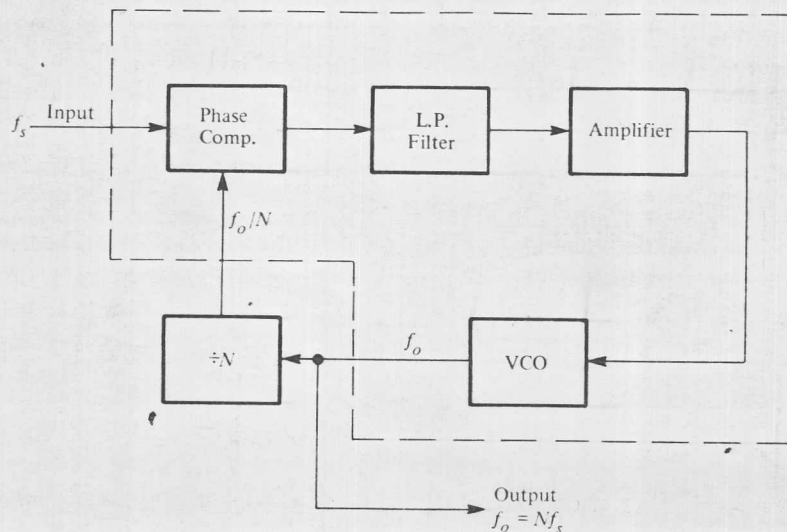 Input
f_s
Phase
Comp.
L.P.
Filter
Amplifier
f_o/N
÷N
f_o
VCO
Output
f_o = Nf_s